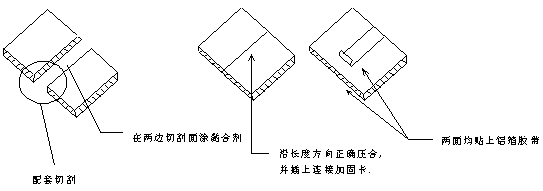 在两边切割面涂黏合剂
配套切割
沿长度方向正确压合,
并插上连接加固卡.
两面均贴上铝箔胶带